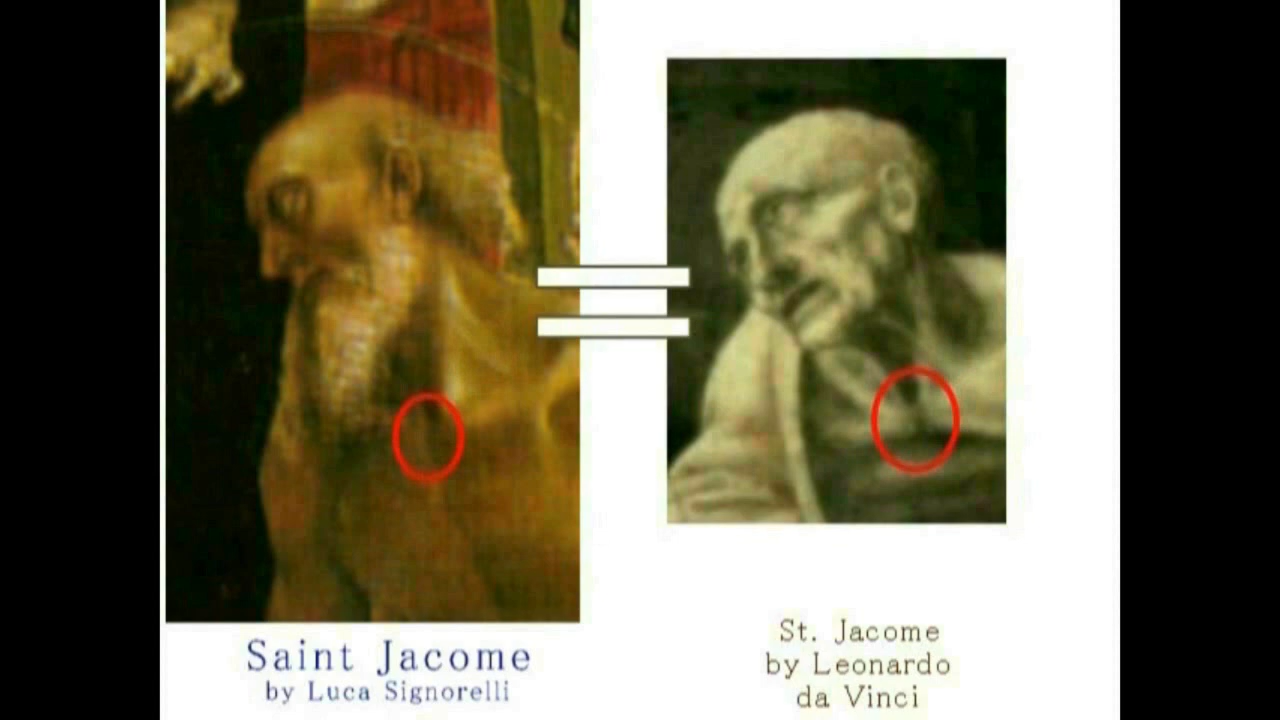 Saint Jacome
by Luca Signorelli
St. Jacome
by Leonardo
da Vinci